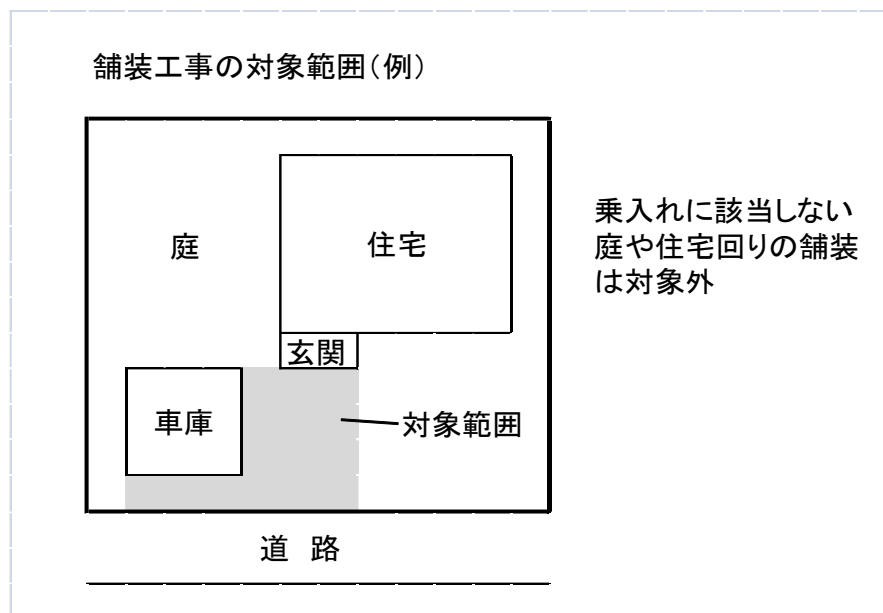 舗装工事の対象範囲(例)
乗入れに該当しない
庭や住宅回りの舗装
は対象外
庭
住宅
玄関
車庫
対象範囲
道 路